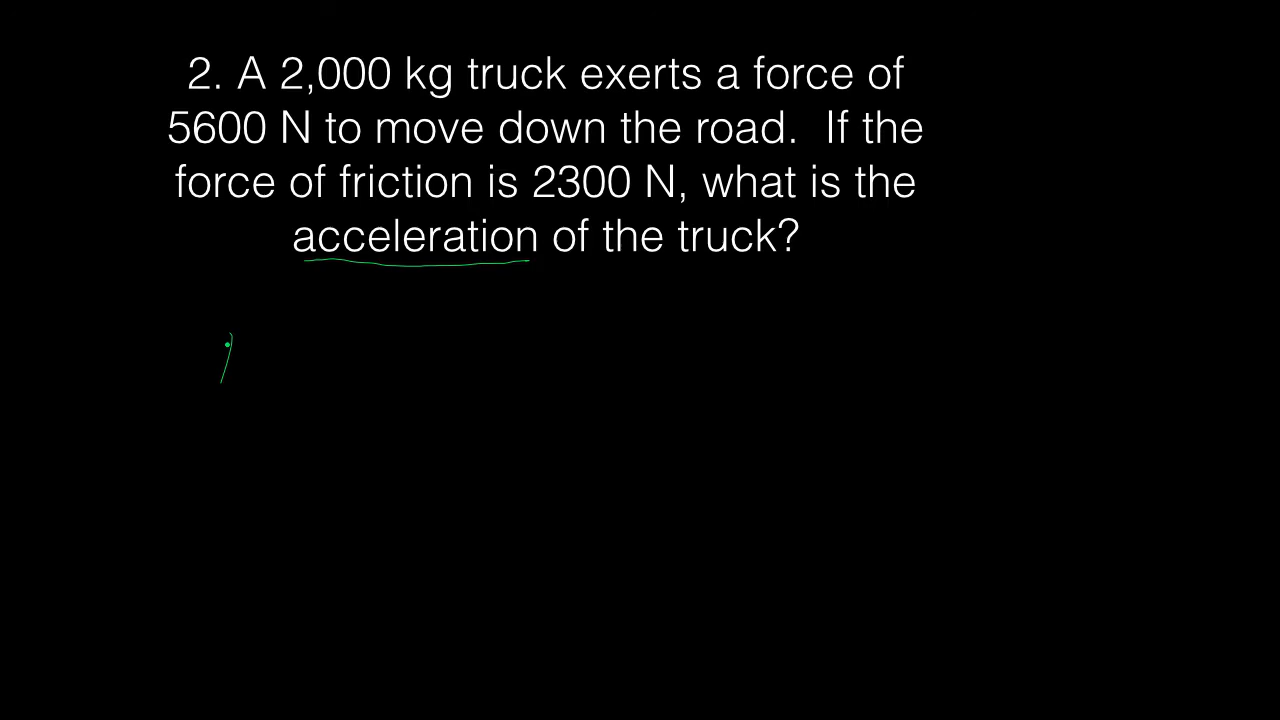 2. A 2,000 kg truck exerts a force of
5600 N to move down the road. If the
force of friction is 2300 N, what is the
acceleration of the truck?